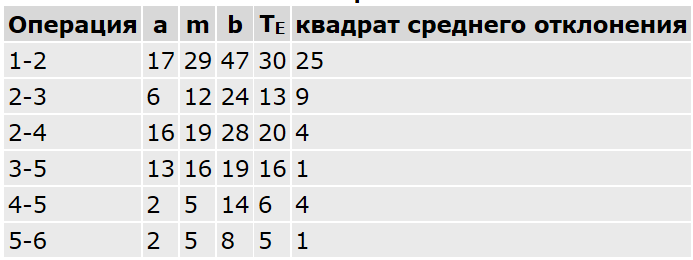 Операция a m b TE квадрат среднего отклонения
1-2 17 29 47 30 25
2-3 6 12 24 13 9
2-4 16 19 28 20 4
3-5 13 16 19 16 1
4-5 2 5 14 6 4
5-6 2 5 8 5 1